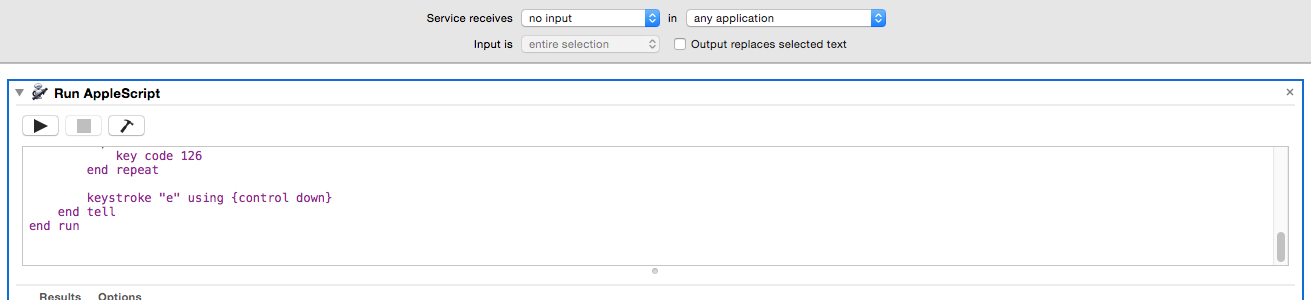 Service receives no input in any application
Input is entire selection Output replaces selected text
Run AppleScript
key code 126
end repeat
keystroke "e" using {control down}
end tell
end run
Results Options